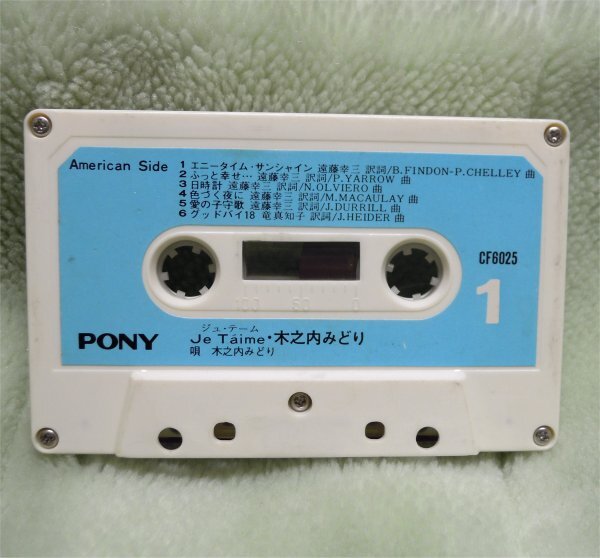 American Side
1 エニータイム・サンシャイン 遠藤幸三 訳詞/B.FINDON-P.CHELLEY 曲
2 ふっと幸せ… 遠藤幸三 訳詞/P.YARROW 曲
3 日時計 遠藤幸三 訳詞/N.OLVIERO 曲
4 色づく夜に 遠藤幸三 訳詞/M.MACAULAY 曲
5 愛の子守歌 遠藤幸三 訳詞/J.DURRILL 曲
6 グッドバイ18 竜真知子 訳詞/J.HEIDER 曲
CF6025
1
100 50 0
PONY
ジュ・テーム
Je Táime・木之内みどり
唄 木之内みどり